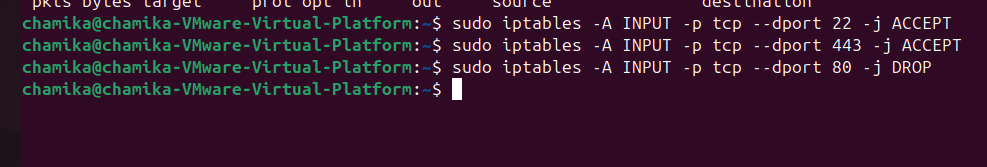 pkts bytes target prot opt in out source destination
chamika@chamika-VMware-Virtual-Platform:~$ sudo iptables -A INPUT -p tcp --dport 22 -j ACCEPT
chamika@chamika-VMware-Virtual-Platform:~$ sudo iptables -A INPUT -p tcp --dport 443 -j ACCEPT
chamika@chamika-VMware-Virtual-Platform:~$ sudo iptables -A INPUT -p tcp --dport 80 -j DROP
chamika@chamika-VMware-Virtual-Platform:~$